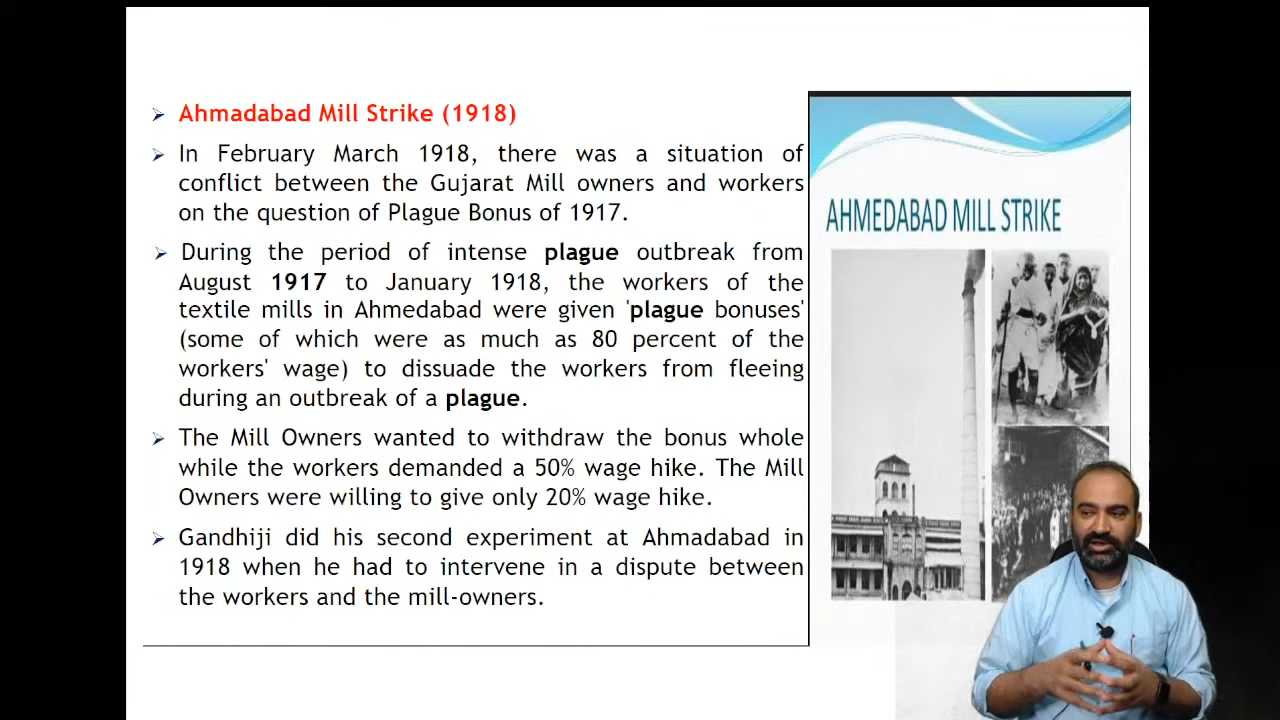 Ahmadabad Mill Strike (1918)
In February March 1918, there was a situation of
conflict between the Gujarat Mill owners and workers
on the question of Plague Bonus of 1917.
During the period of intense plague outbreak from
August 1917 to January 1918, the workers of the
textile mills in Ahmedabad were given 'plague bonuses'
(some of which were as much as 80 percent of the
workers' wage) to dissuade the workers from fleeing
during an outbreak of a plague.
The Mill Owners wanted to withdraw the bonus whole
while the workers demanded a 50% wage hike. The Mill
Owners were willing to give only 20% wage hike.
Gandhiji did his second experiment at Ahmadabad in
1918 when he had to intervene in a dispute between
the workers and the mill-owners.
AHMEDABAD MILL STRIKE